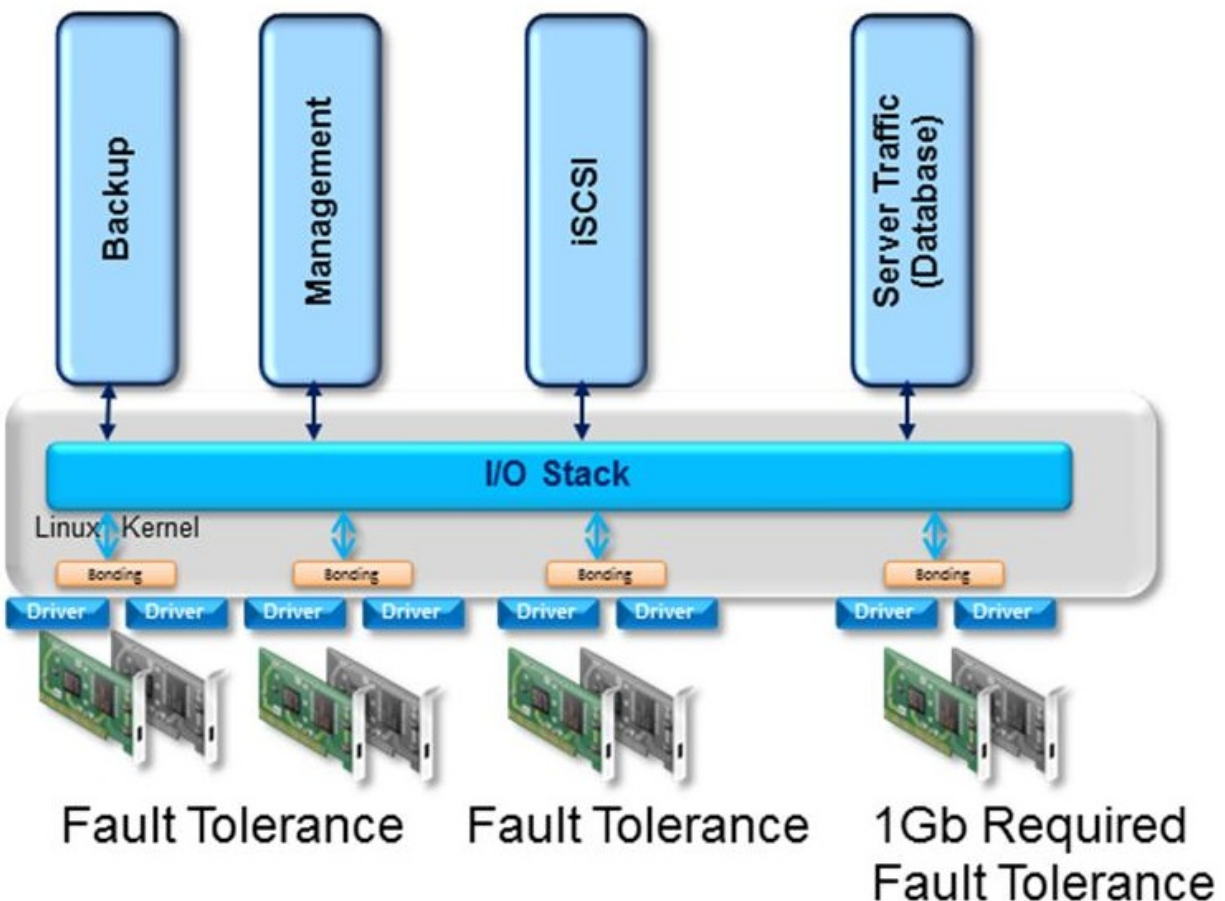 Backup
Management
iSCSI
Server Traffic
(Database)
I/O Stack
Linux Kernel
Bonding
Bonding
Bonding
Bonding
Driver
Driver
Driver
Driver
Driver
Driver
Driver
Driver
Fault Tolerance
Fault Tolerance
1Gb Required
Fault Tolerance